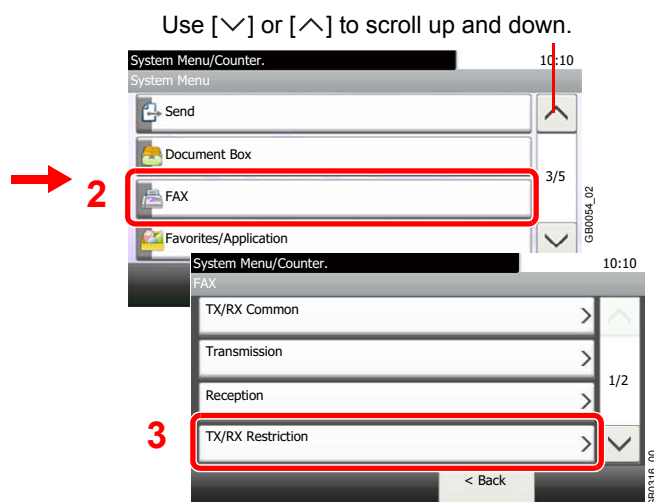 Use [∨] or [∧] to scroll up and down.
System Menu/Counter. 10:10
System Menu
Send
Document Box
3/5
2
FAX
GB0054_02
Favorites/Application
System Menu/Counter. 10:10
FAX
TX/RX Common
Transmission
1/2
Reception
3
TX/RX Restriction
< Back
GB0316_00